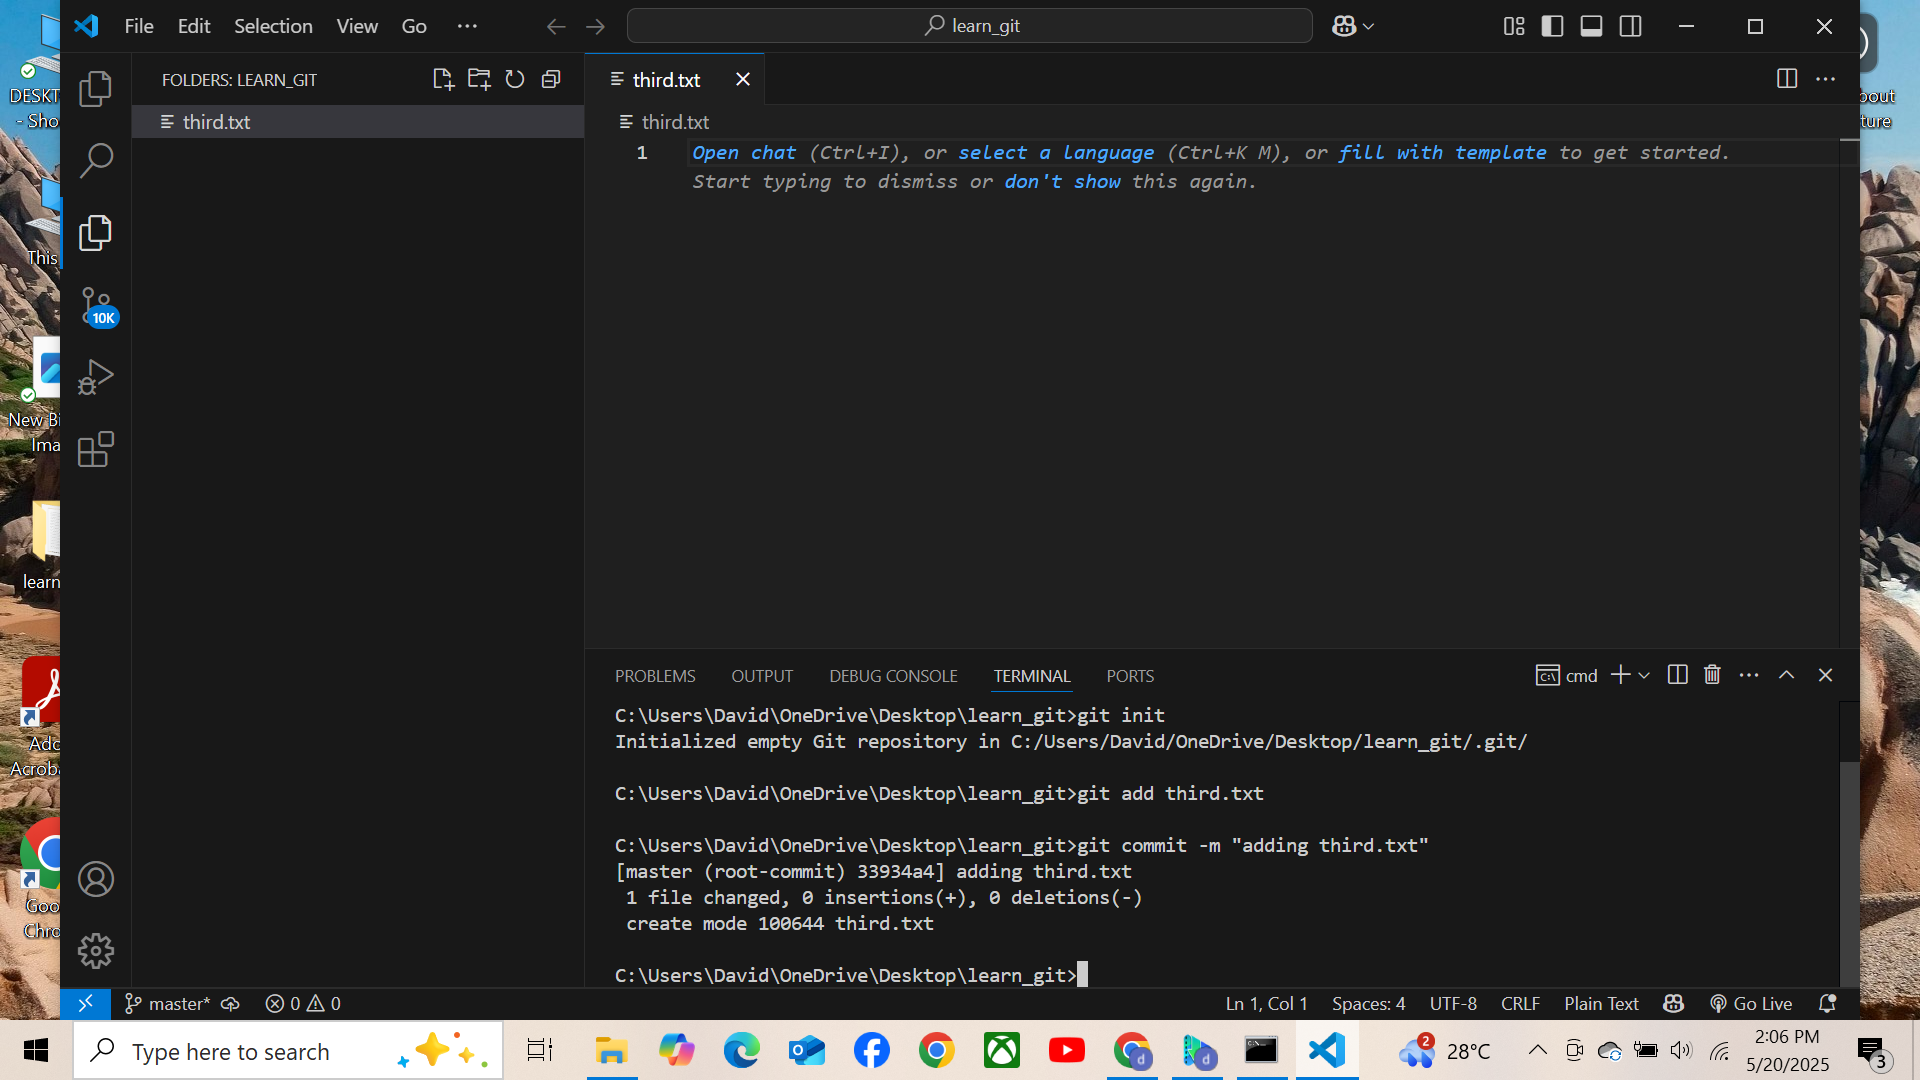 File Edit Selection View Go
learn_git
FOLDERS: LEARN_GIT
third.txt
third.txt
third.txt
1
Open chat (Ctrl+I), or select a language (Ctrl+K M), or fill with template to get started.
Start typing to dismiss or don't show this again.
10K
PROBLEMS OUTPUT DEBUG CONSOLE TERMINAL PORTS
cmd
C:\Users\David\OneDrive\Desktop\learn_git>git init
Initialized empty Git repository in C:/Users/David/OneDrive/Desktop/learn_git/.git/
C:\Users\David\OneDrive\Desktop\learn_git>git add third.txt
C:\Users\David\OneDrive\Desktop\learn_git>git commit -m "adding third.txt"
[master (root-commit) 33934a4] adding third.txt
1 file changed, 0 insertions(+), 0 deletions(-)
create mode 100644 third.txt
C:\Users\David\OneDrive\Desktop\learn_git>
master* 0 0
Ln 1, Col 1 Spaces: 4 UTF-8 CRLF Plain Text Go Live
DESKT
- Sho
This
New Bi
Ima
learn
Ado
Acroba
Goo
Chro
bout
ture
Type here to search
d
d
2
28°C
2:06 PM
5/20/2025
3